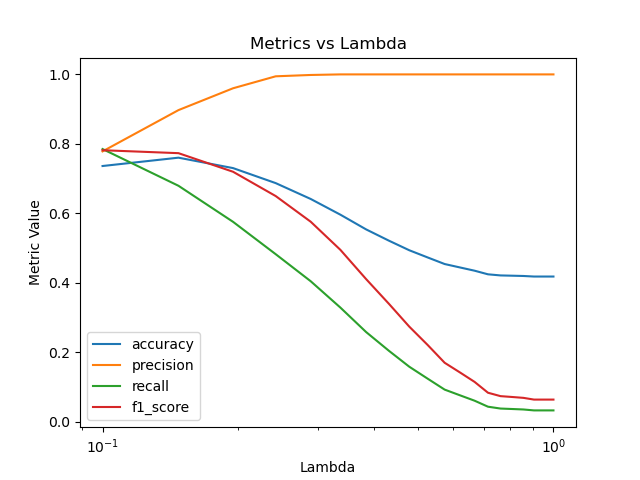 Metrics vs Lambda
Metric Value
1.0
0.8
0.6
0.4
0.2
0.0
accuracy
precision
recall
f1_score
10⁻¹
10⁰
Lambda